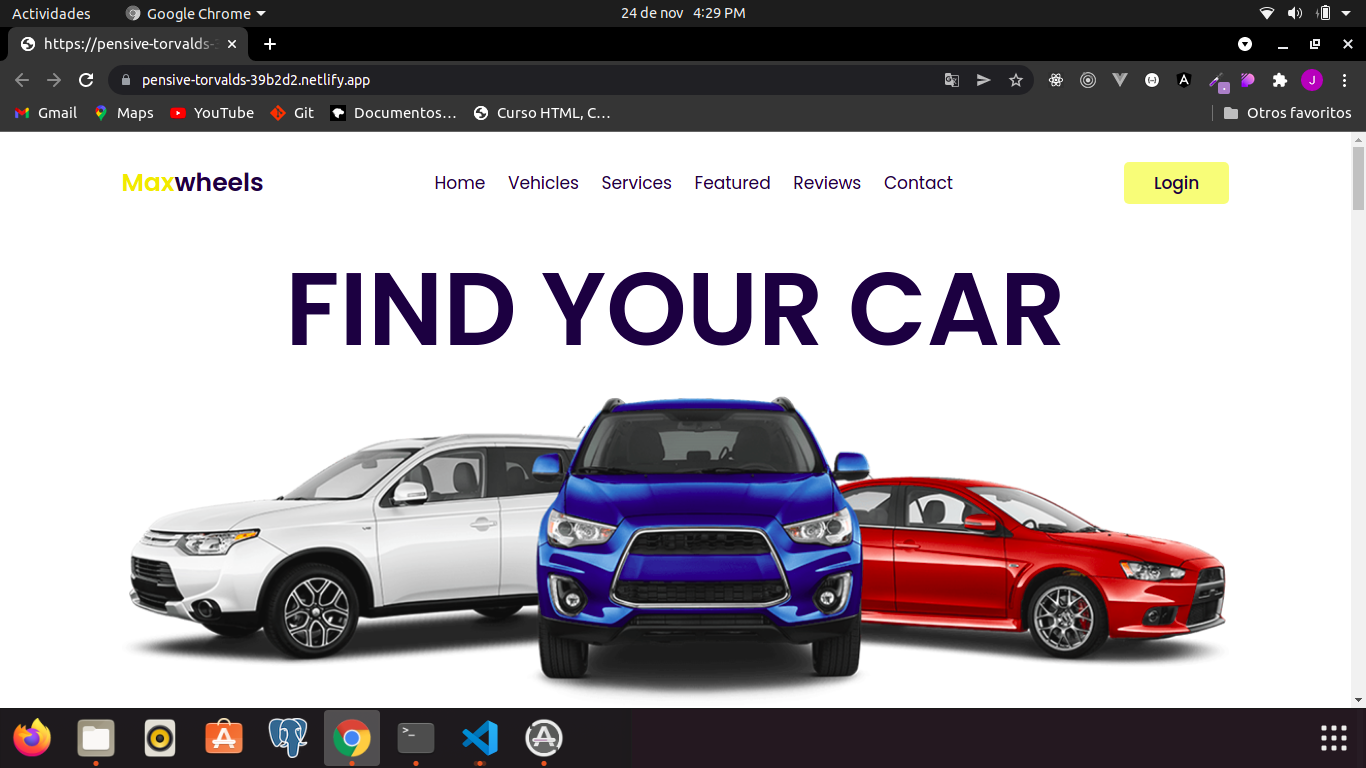 Actividades Google Chrome 24 de nov 4:29 PM
https://pensive-torvalds-3
pensive-torvalds-39b2d2.netlify.app
Gmail Maps YouTube Git Documentos… Curso HTML, C… Otros favoritos
Maxwheels Home Vehicles Services Featured Reviews Contact Login
FIND YOUR CAR